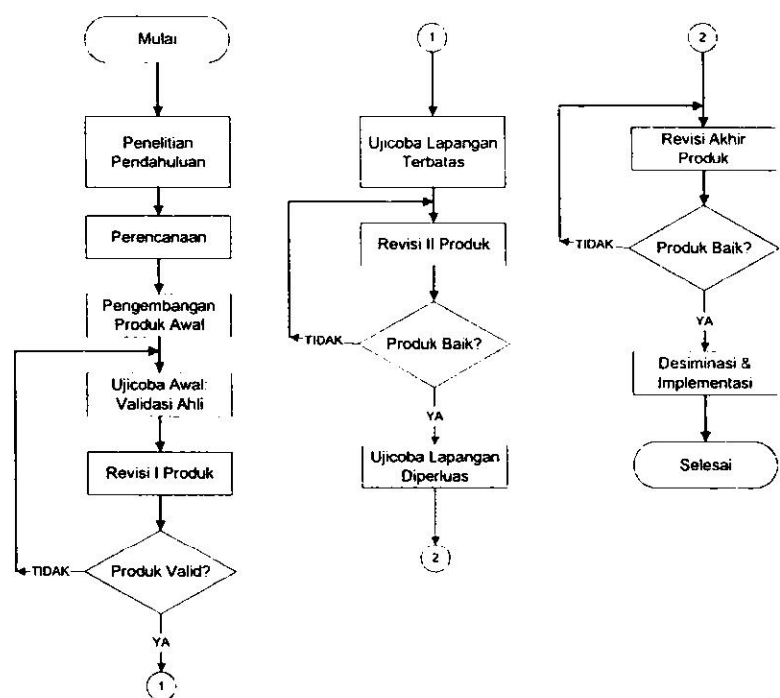 Mulai
Penelitian
Pendahuluan
Perencanaan
Pengembangan
Produk Awal
Ujicoba Awal:
Validasi Ahli
Revisi I Produk
TIDAK
Produk Valid?
YA
1
1
Ujicoba Lapangan
Terbatas
Revisi II Produk
TIDAK
Produk Baik?
YA
Ujicoba Lapangan
Diperluas
2
2
Revisi Akhir
Produk
TIDAK
Produk Baik?
YA
Desiminasi &
Implementasi
Selesai